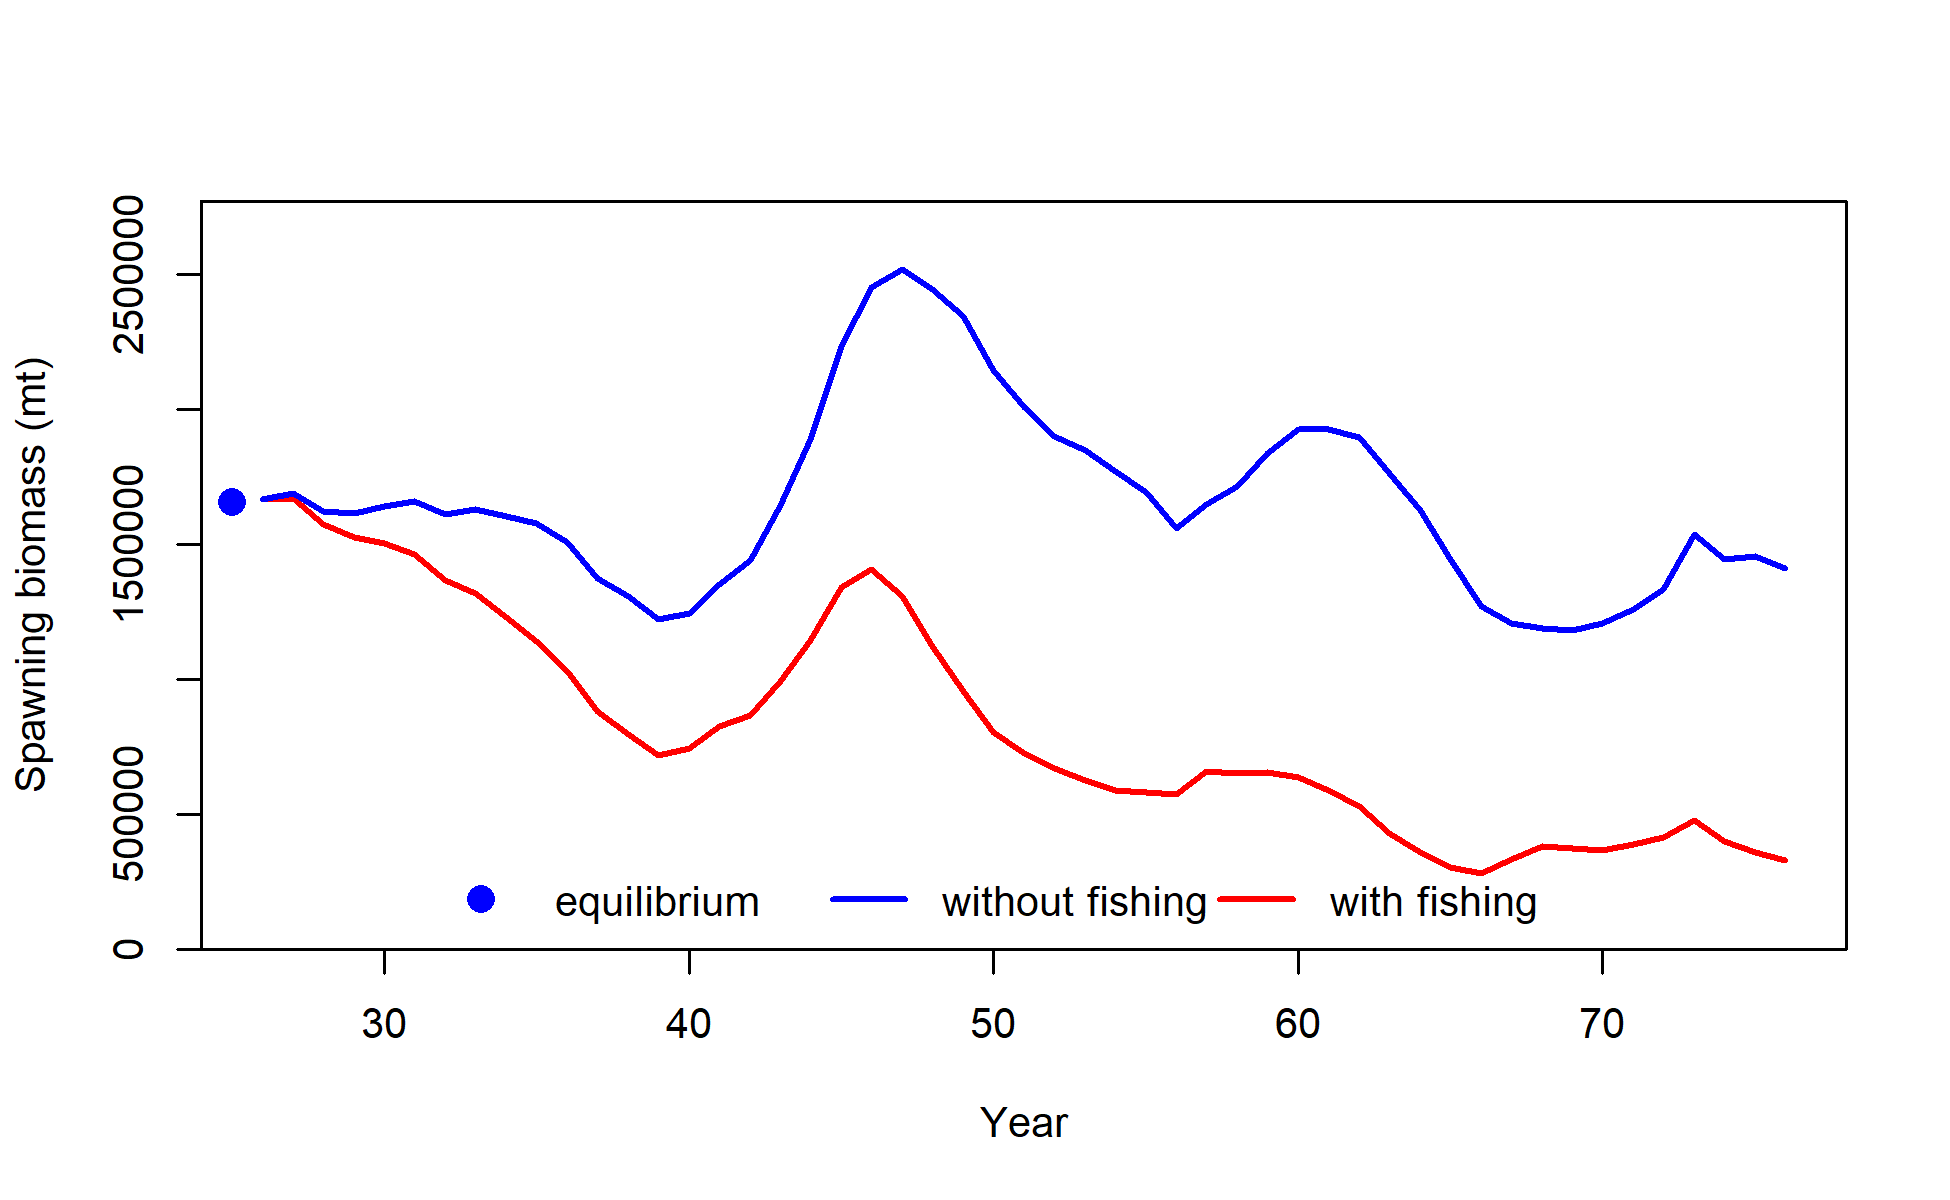 Spawning biomass (mt)
2500000
1500000
500000
0
equilibrium without fishing with fishing
30 40 50 60 70
Year